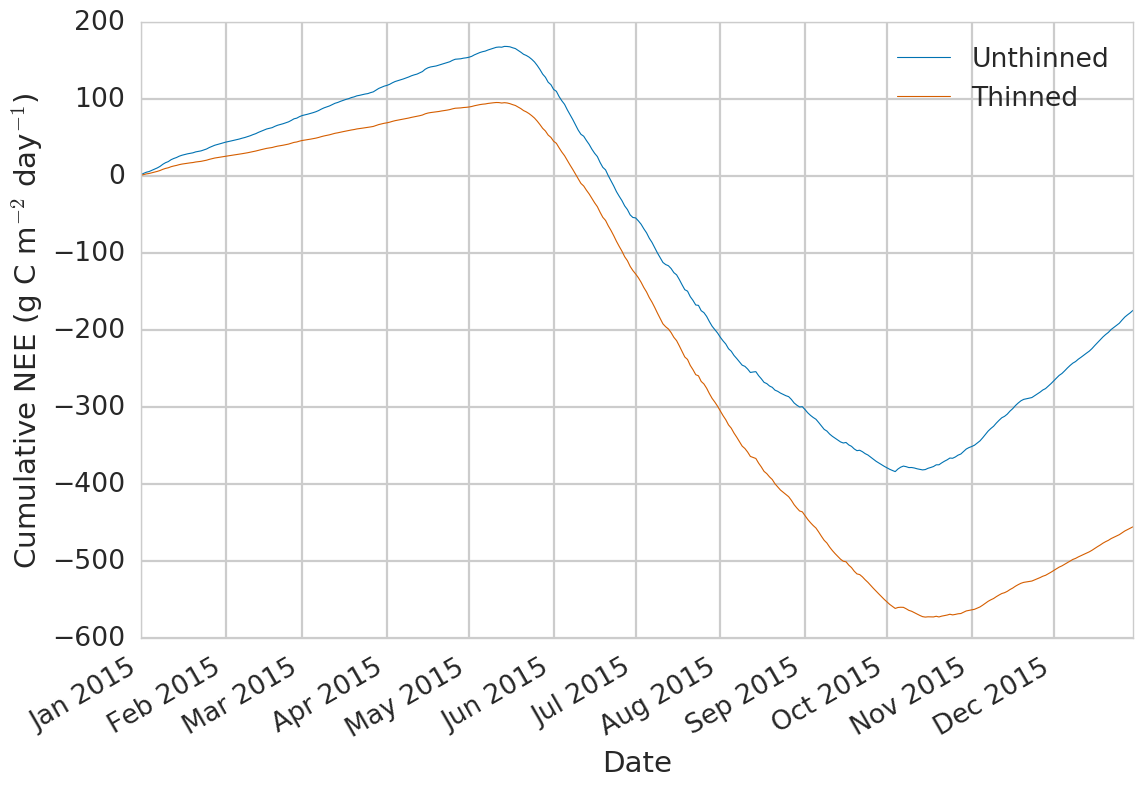 Cumulative NEE (g C m⁻² day⁻¹)
200
100
0
−100
−200
−300
−400
−500
−600
Unthinned
Thinned
Jan 2015
Feb 2015
Mar 2015
Apr 2015
May 2015
Jun 2015
Jul 2015
Aug 2015
Sep 2015
Oct 2015
Nov 2015
Dec 2015
Date